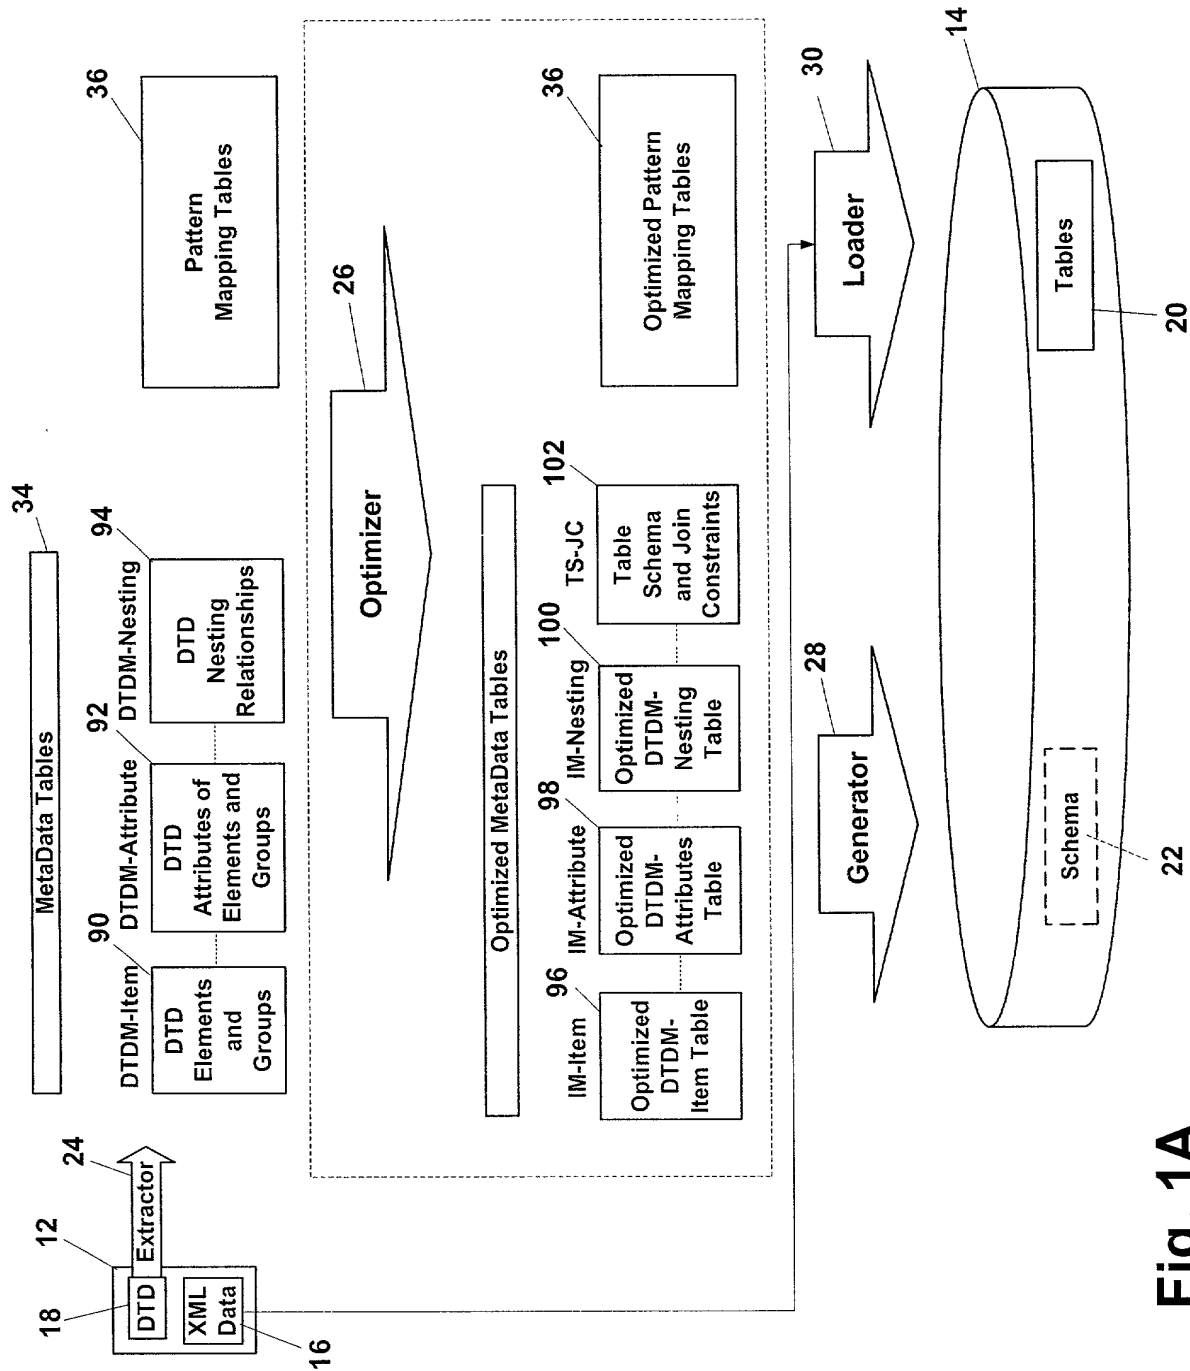 12
18
DTD
Extractor
24
XML
Data
16
34
MetaData Tables
DTDM-Item
90
DTD
Elements
and
Groups
DTDM-Attribute
92
DTD
Attributes of
Elements and
Groups
DTDM-Nesting
94
DTD
Nesting
Relationships
36
Pattern
Mapping Tables
Optimizer
26
Optimized MetaData Tables
IM-Item
96
Optimized
DTDM-
Item Table
IM-Attribute
98
Optimized
DTDM-
Attributes
Table
IM-Nesting
100
Optimized
DTDM-
Nesting
Table
TS-JC
102
Table
Schema
and Join
Constraints
36
Optimized Pattern
Mapping Tables
Generator
28
Loader
30
14
Schema
22
Tables
20
Fig. 1A